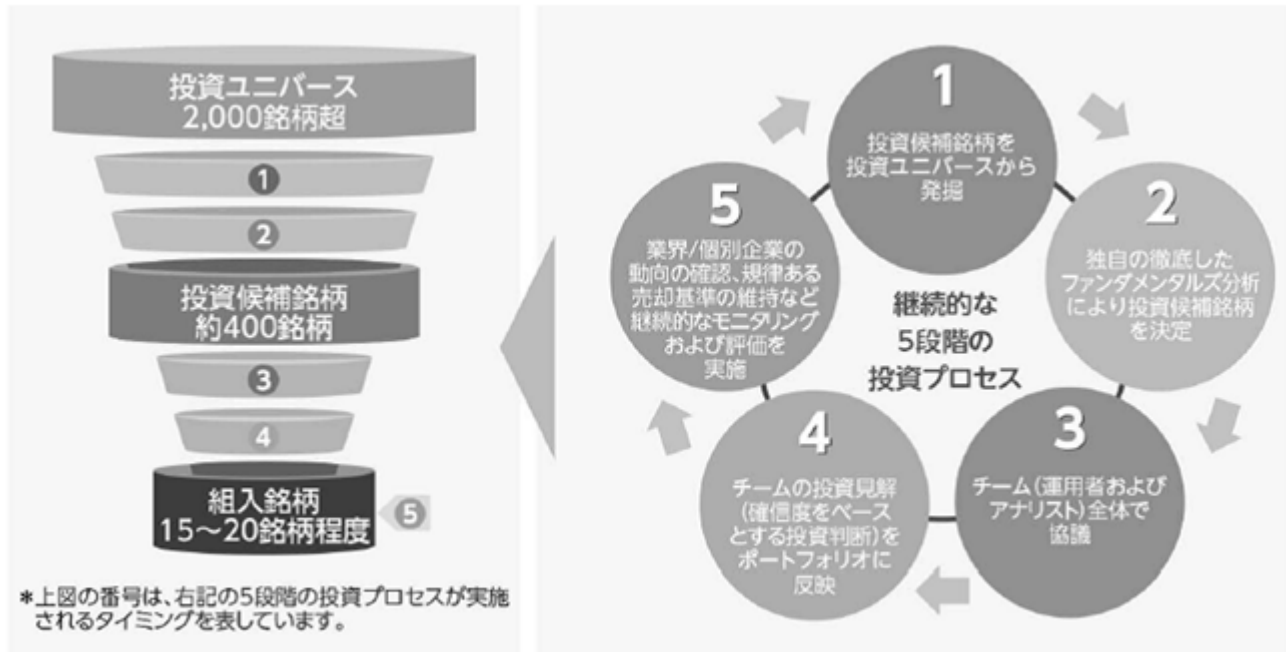 投資ユニバース
2,000銘柄超
1
2
投資候補銘柄
約400銘柄
3
4
組入銘柄
15～20銘柄程度
5
*上図の番号は、右記の5段階の投資プロセスが実施
されるタイミングを表しています。
1
投資候補銘柄を
投資ユニバースから
発掘
2
独自の徹底した
ファンダメンタルズ分析
により投資候補銘柄
を決定
3
チーム(運用者および
アナリスト)全体で
協議
4
チームの投資見解
(確信度をベース
とする投資判断)を
ポートフォリオに
反映
5
業界/個別企業の
動向の確認、規律ある
売却基準の維持など
継続的なモニタリング
および評価を
実施
継続的な
5段階の
投資プロセス